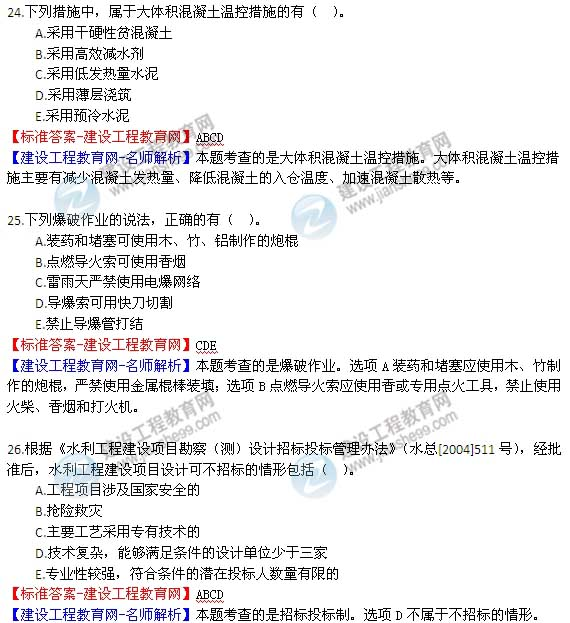 24.下列措施中，属于大体积混凝土温控措施的有（　）。
A.采用干硬性贫混凝土
B.采用高效减水剂
C.采用低发热量水泥
D.采用薄层浇筑
E.采用预冷水泥
【标准答案-建设工程教育网】ABCD
【建设工程教育网-名师解析】本题考查的是大体积混凝土温控措施。大体积混凝土温控措
施主要有减少混凝土发热量、降低混凝土的入仓温度、加速混凝土散热等。
25.下列爆破作业的说法，正确的有（　）。
A.装药和堵塞可使用木、竹、铝制作的炮棍
B.点燃导火索可使用香烟
C.雷雨天严禁使用电爆网络
D.导爆索可用快刀切割
E.禁止导爆管打结
【标准答案-建设工程教育网】CDE
【建设工程教育网-名师解析】本题考查的是爆破作业。选项 A 装药和堵塞应使用木、竹制
作的炮棍，严禁使用金属棍棒装填；选项 B 点燃导火索应使用香或专用点火工具，禁止使用
火柴、香烟和打火机。
26.根据《水利工程建设项目勘察（测）设计招标投标管理办法》（水总[2004]511 号），经批
准后，水利工程建设项目设计可不招标的情形包括（　）。
A.工程项目涉及国家安全的
B.抢险救灾
C.主要工艺采用专有技术的
D.技术复杂，能够满足条件的设计单位少于三家
E.专业性较强，符合条件的潜在投标人数量有限的
【标准答案-建设工程教育网】ABCD
【建设工程教育网-名师解析】本题考查的是招标投标制。选项 D 不属于不招标的情形。
建设工程教育网
www.jianshe99.com